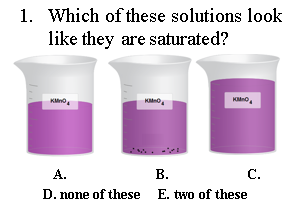 1. Which of these solutions look
like they are saturated?
KMnO4 KMnO4 KMnO4
A. B. C.
D. none of these E. two of these